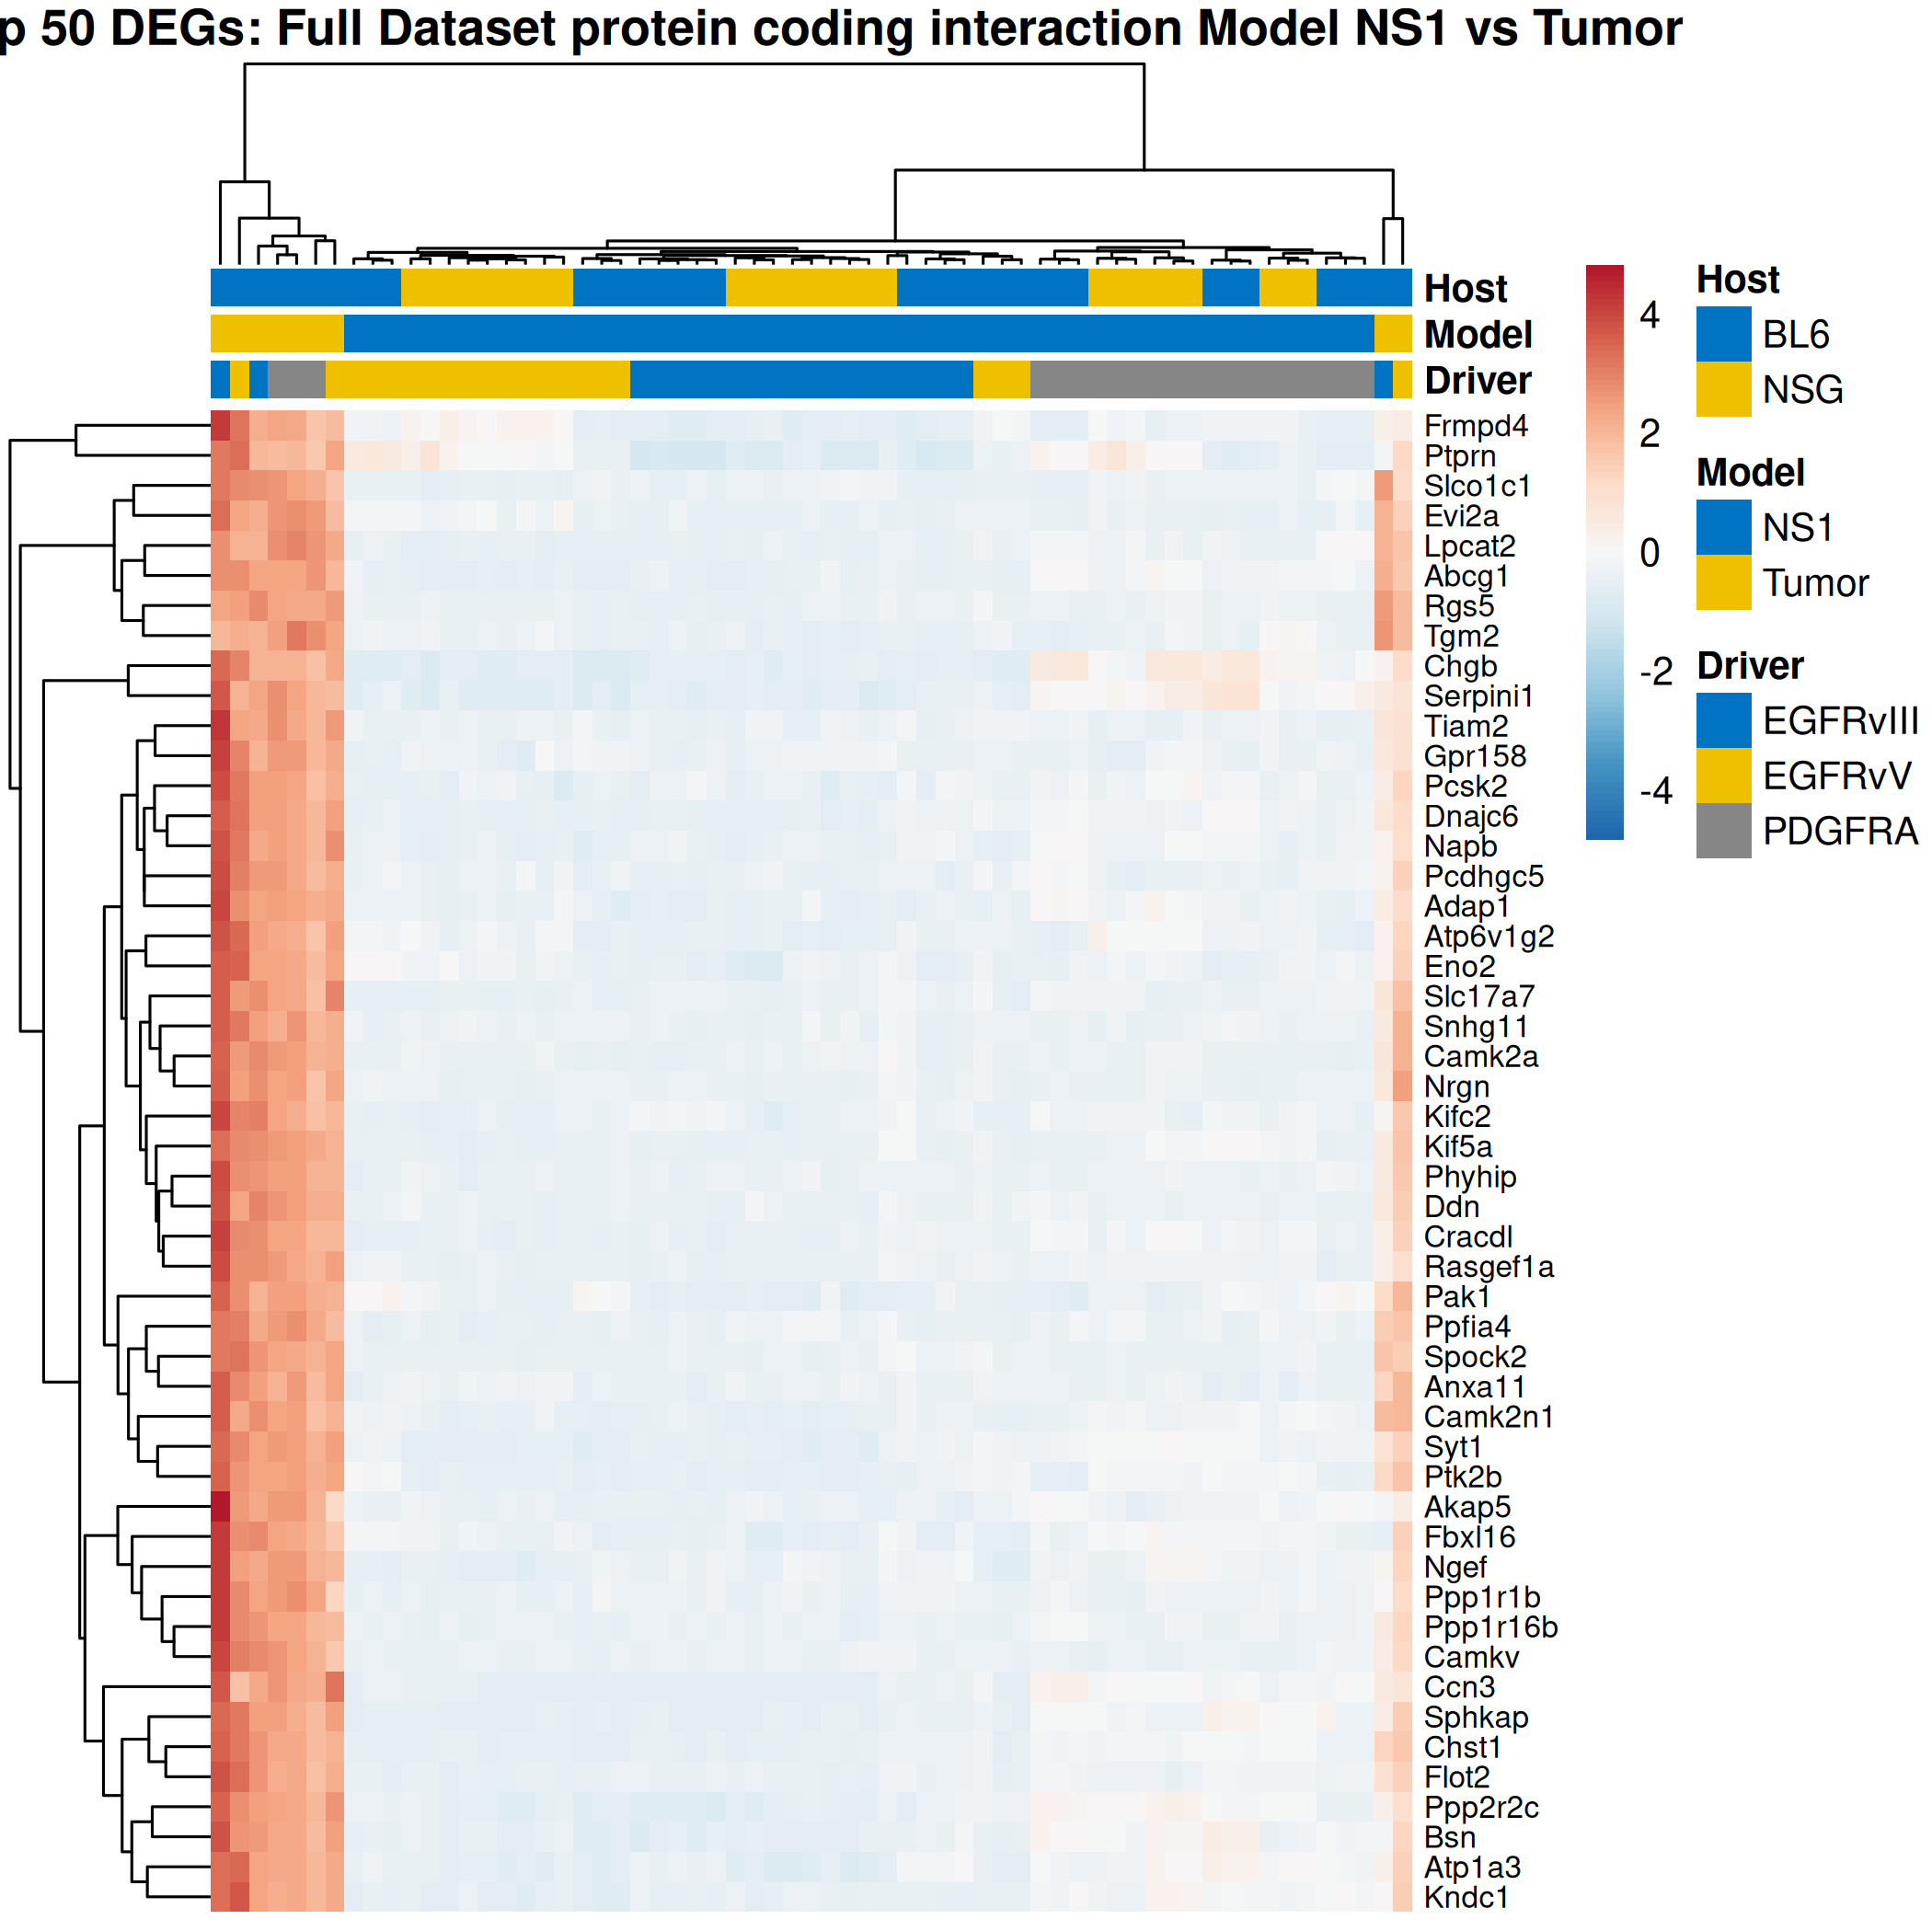 p 50 DEGs: Full Dataset protein coding interaction Model NS1 vs Tumor
Host
Model
Driver
Frmpd4
Ptprn
Slco1c1
Evi2a
Lpcat2
Abcg1
Rgs5
Tgm2
Chgb
Serpini1
Tiam2
Gpr158
Pcsk2
Dnajc6
Napb
Pcdhgc5
Adap1
Atp6v1g2
Eno2
Slc17a7
Snhg11
Camk2a
Nrgn
Kifc2
Kif5a
Phyhip
Ddn
Cracdl
Rasgef1a
Pak1
Ppfia4
Spock2
Anxa11
Camk2n1
Syt1
Ptk2b
Akap5
Fbxl16
Ngef
Ppp1r1b
Ppp1r16b
Camkv
Ccn3
Sphkap
Chst1
Flot2
Ppp2r2c
Bsn
Atp1a3
Kndc1
4
2
0
-2
-4
Host
BL6
NSG
Model
NS1
Tumor
Driver
EGFRvIII
EGFRvV
PDGFRA